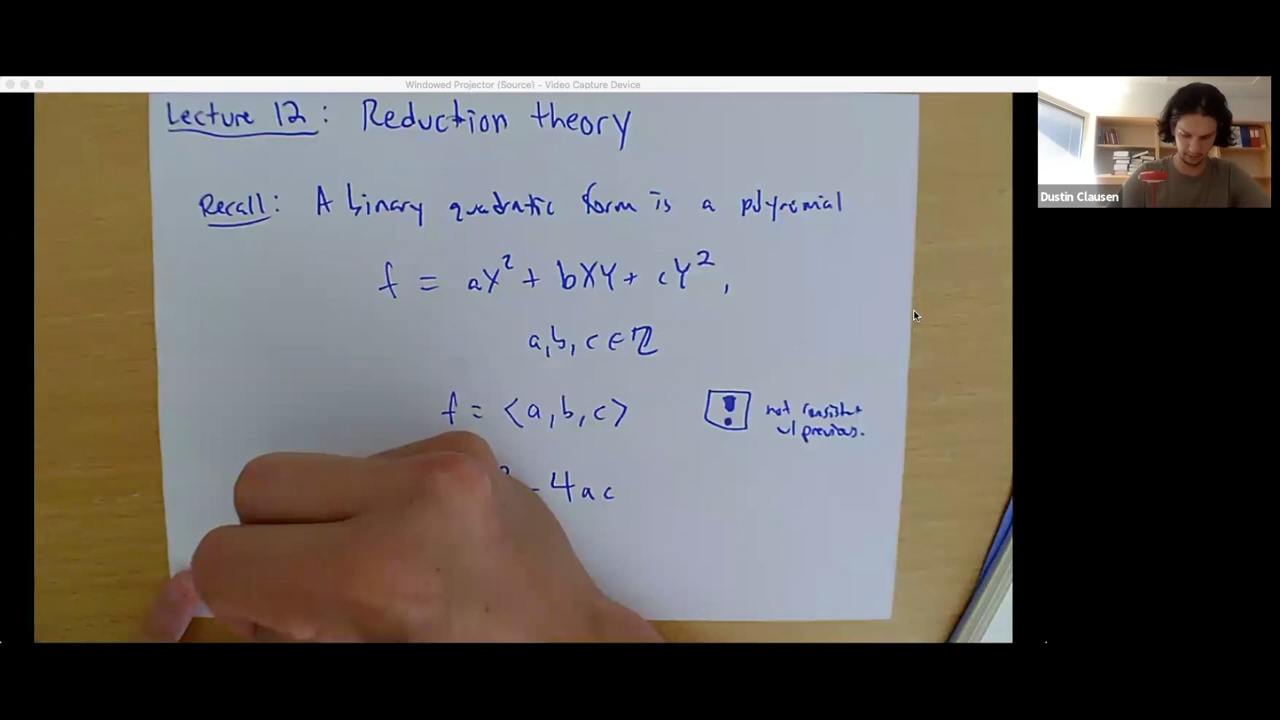 Windowed Projector (Source) - Video Capture Device
Lecture 12: Reduction theory
Recall: A binary quadratic form is a polynomial
f = aX² + bXY + cY²,
a, b, c ∈ ℤ
f = ⟨a, b, c⟩
! not consistent
w/ previous.
² - 4ac
Dustin Clausen